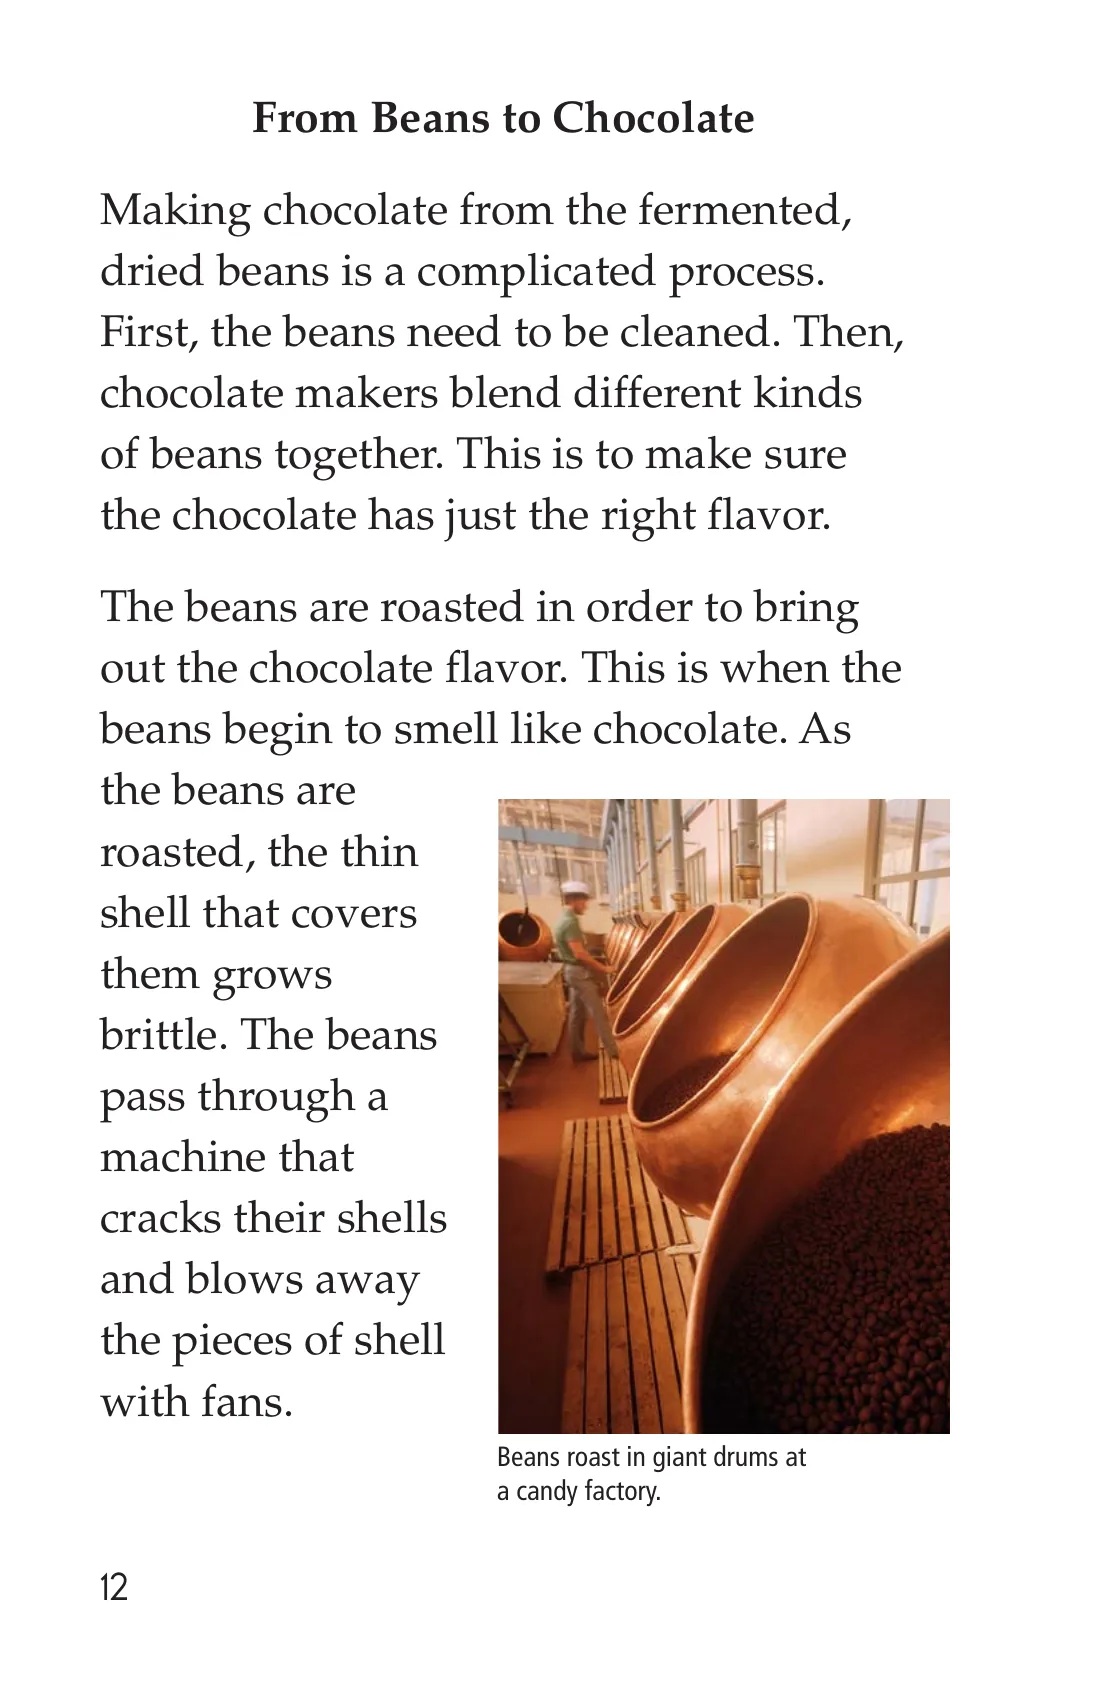 From Beans to Chocolate
Making chocolate from the fermented,
dried beans is a complicated process.
First, the beans need to be cleaned. Then,
chocolate makers blend different kinds
of beans together. This is to make sure
the chocolate has just the right flavor.
The beans are roasted in order to bring
out the chocolate flavor. This is when the
beans begin to smell like chocolate. As
the beans are
roasted, the thin
shell that covers
them grows
brittle. The beans
pass through a
machine that
cracks their shells
and blows away
the pieces of shell
with fans.
Beans roast in giant drums at
a candy factory.
12